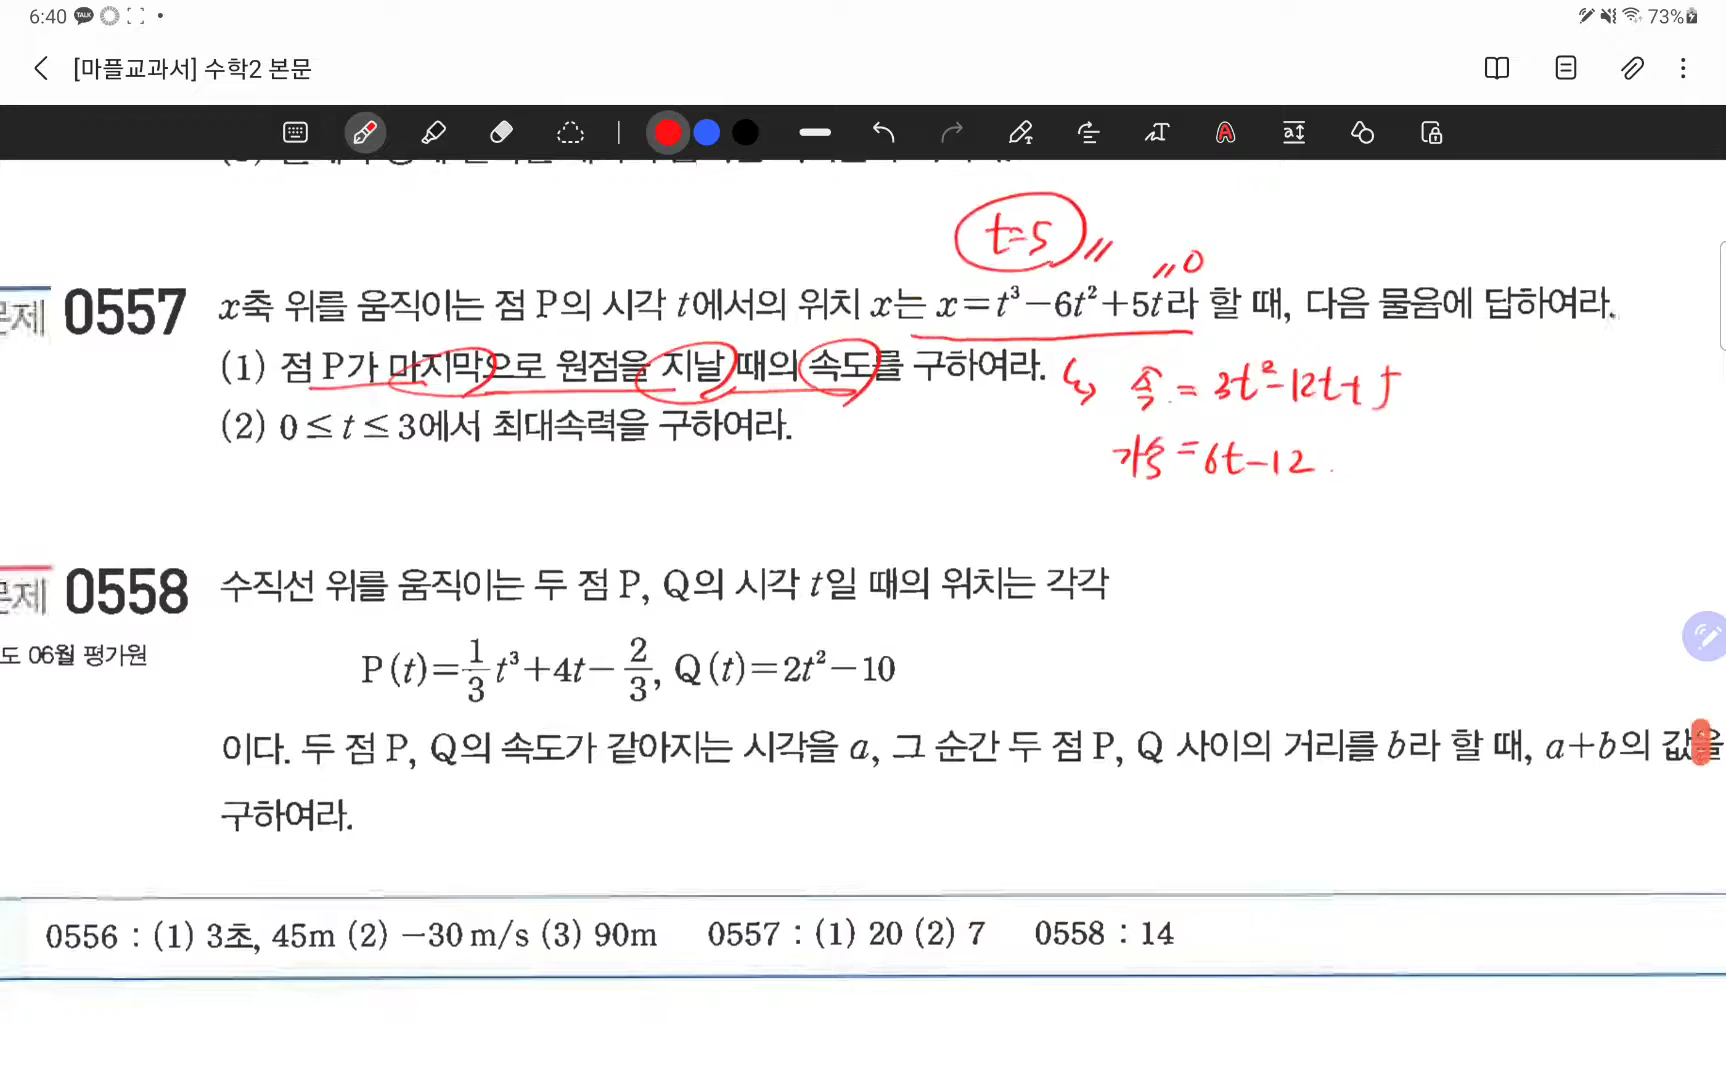 6:40 TALK 73%
[마플교과서] 수학2 본문
t=5
=0
문제 0557 x축 위를 움직이는 점 P의 시각 t에서의 위치 x는 x=t³-6t²+5t라 할 때, 다음 물음에 답하여라.
(1) 점 P가 마지막으로 원점을 지날 때의 속도를 구하여라.
속 = 3t²-12t+5
(2) 0≤t≤3에서 최대속력을 구하여라.
가속=6t-12
문제 0558 수직선 위를 움직이는 두 점 P, Q의 시각 t일 때의 위치는 각각
도 06월 평가원
P(t)=1/3t³+4t-2/3, Q(t)=2t²-10
이다. 두 점 P, Q의 속도가 같아지는 시각을 a, 그 순간 두 점 P, Q 사이의 거리를 b라 할 때, a+b의 값을
구하여라.
0556 : (1) 3초, 45m (2) -30m/s (3) 90m 0557 : (1) 20 (2) 7 0558 : 14